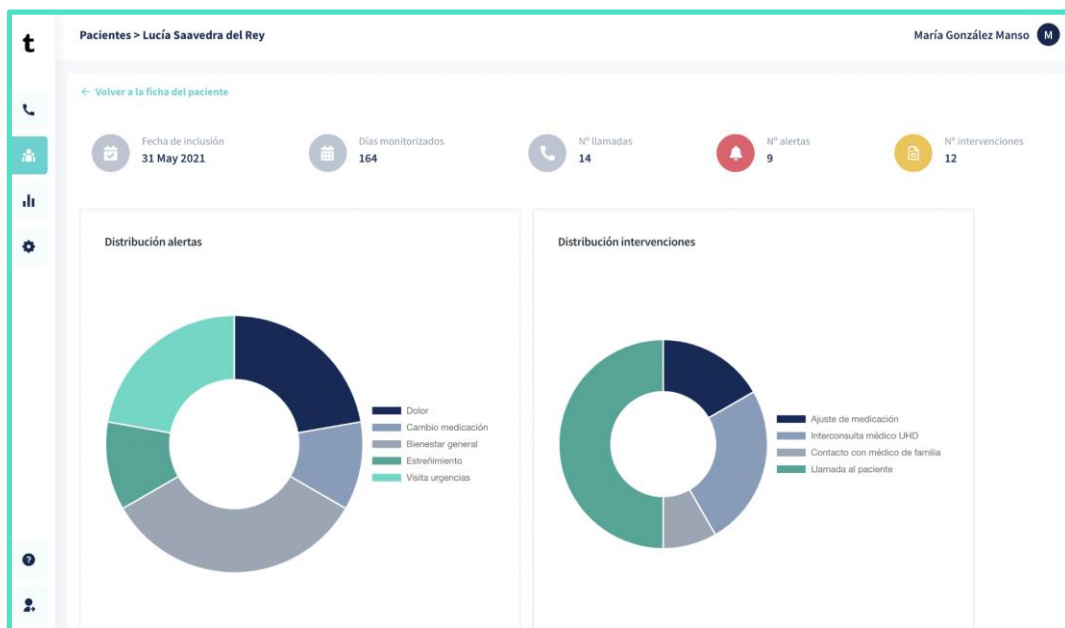 t
Pacientes > Lucía Saavedra del Rey
María González Manso M
← Volver a la ficha del paciente
Fecha de inclusión
31 May 2021
Días monitorizados
164
Nº llamadas
14
Nº alertas
9
Nº intervenciones
12
Distribución alertas
Dolor
Cambio medicación
Bienestar general
Estreñimiento
Visita urgencias
Distribución intervenciones
Ajuste de medicación
Interconsulta médico UHD
Contacto con médico de familia
Llamada al paciente
?